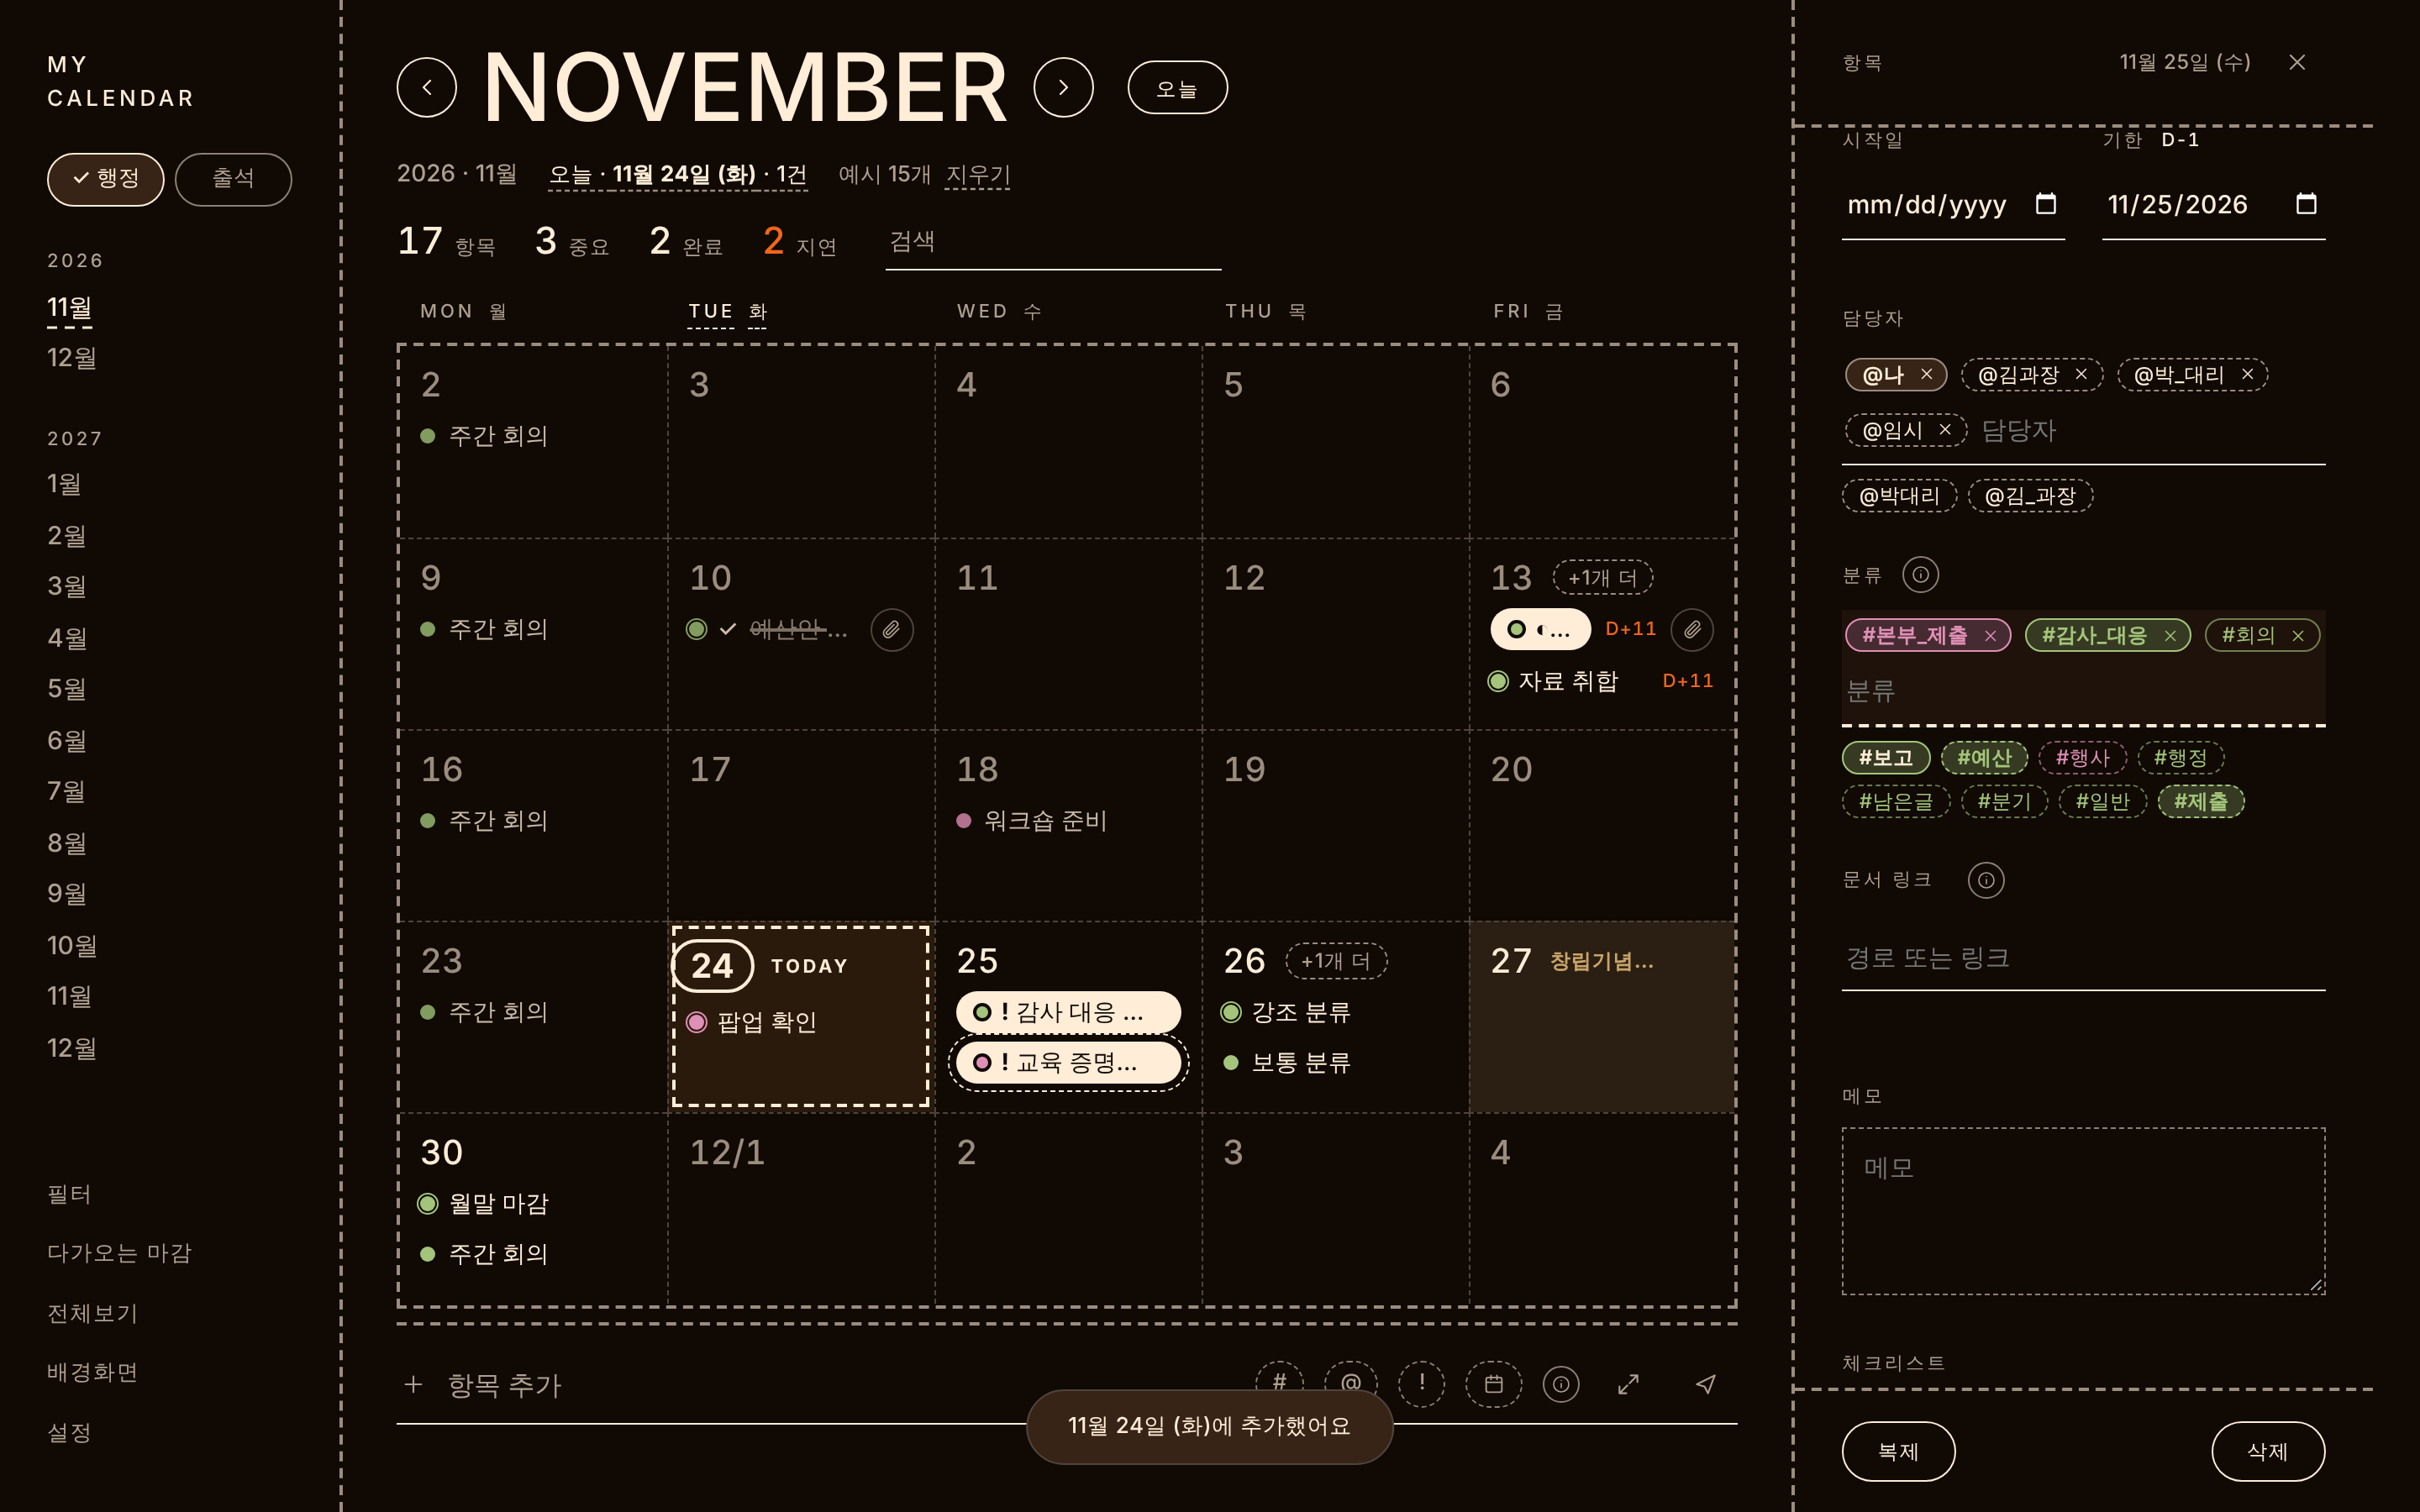 MY
CALENDAR
행정
출석
2026
11월
12월
2027
1월
2월
3월
4월
5월
6월
7월
8월
9월
10월
11월
12월
필터
다가오는 마감
전체보기
배경화면
설정
NOVEMBER
오늘
2026 · 11월 오늘 · 11월 24일 (화) · 1건 예시 15개 지우기
17 항목 3 중요 2 완료 2 지연 검색
MON 월 TUE 화 WED 수 THU 목 FRI 금
2 3 4 5 6
주간 회의
9 10 11 12 13 +1개 더
주간 회의 예산안 ... ... D+11
자료 취합 D+11
16 17 18 19 20
주간 회의 워크숍 준비
23 24 TODAY 25 26 +1개 더 27 창립기념...
주간 회의 팝업 확인 ! 감사 대응 ... 강조 분류
! 교육 증명... 보통 분류
30 12/1 2 3 4
월말 마감
주간 회의
+ 항목 추가 # @ !
11월 24일 (화)에 추가했어요
항목 11월 25일 (수)
시작일 기한 D-1
mm/dd/yyyy 11/25/2026
담당자
@나 @김과장 @박_대리
@임시 담당자
@박대리 @김_과장
분류
#본부_제출 #감사_대응 #회의
분류
#보고 #예산 #행사 #행정
#남은글 #분기 #일반 #제출
문서 링크
경로 또는 링크
메모
메모
체크리스트
복제 삭제